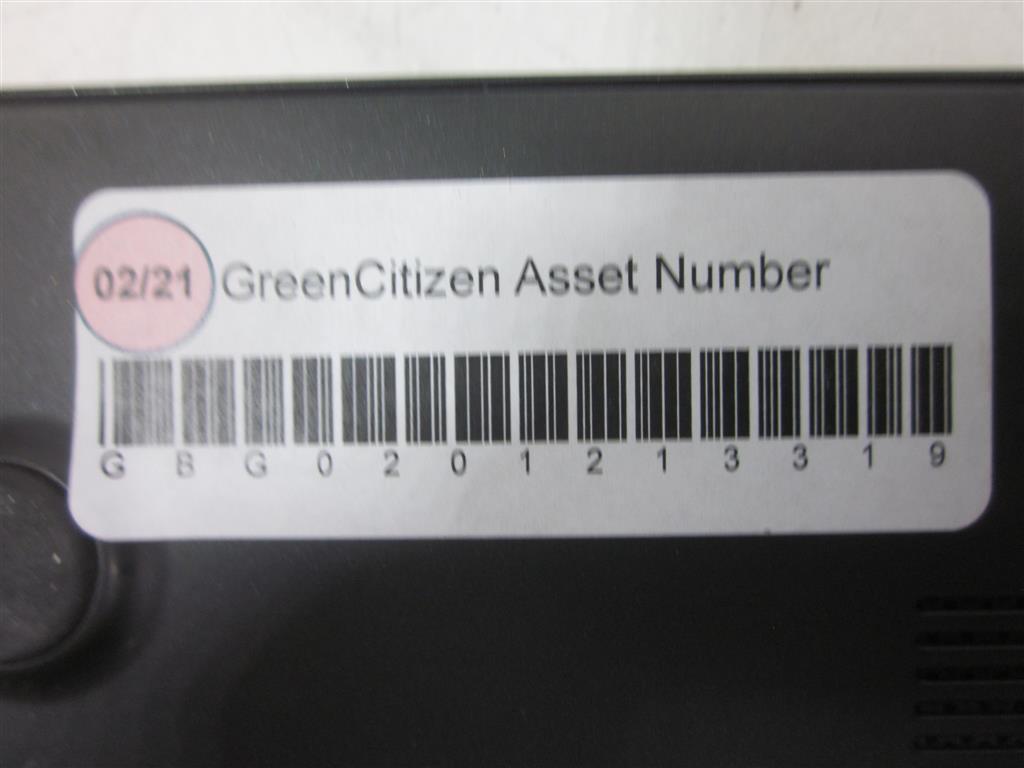 02/21 GreenCitizen Asset Number
G B G 0 2 0 1 2 1 3 3 1 9